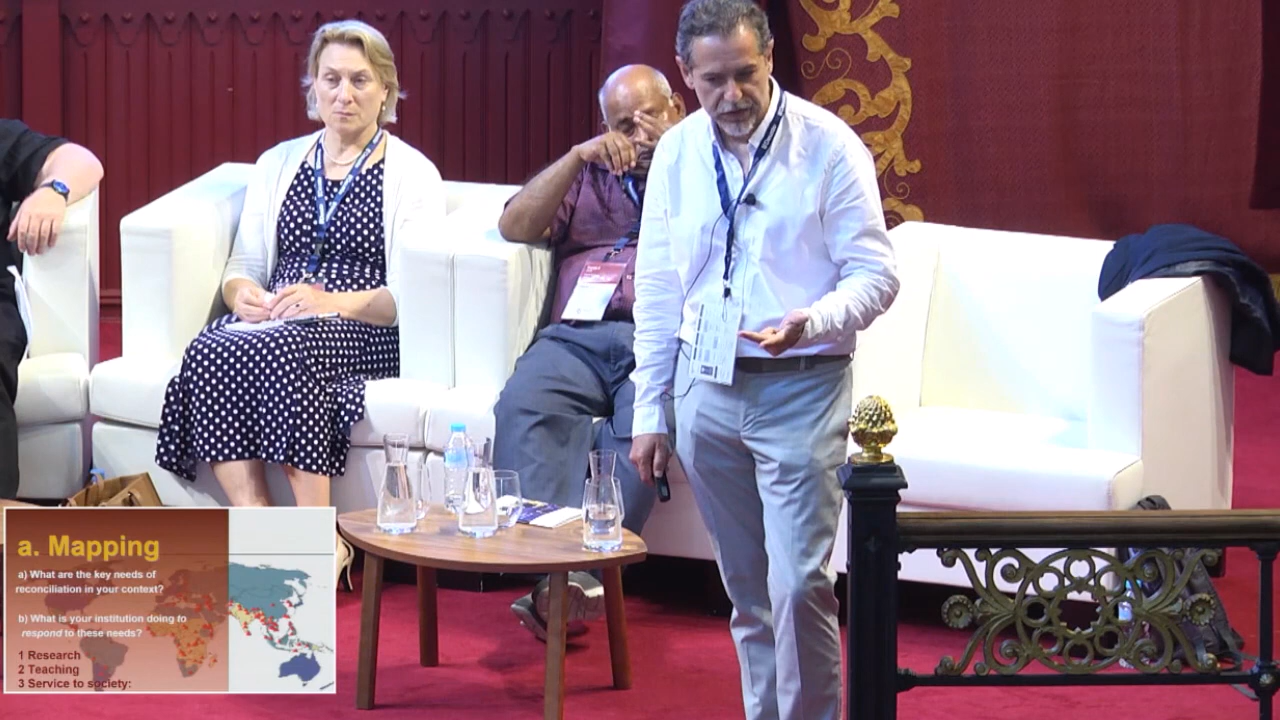 a. Mapping
a) What are the key needs of
reconciliation in your context?
b) What is your institution doing to
respond to these needs?
1 Research
2 Teaching
3 Service to society: